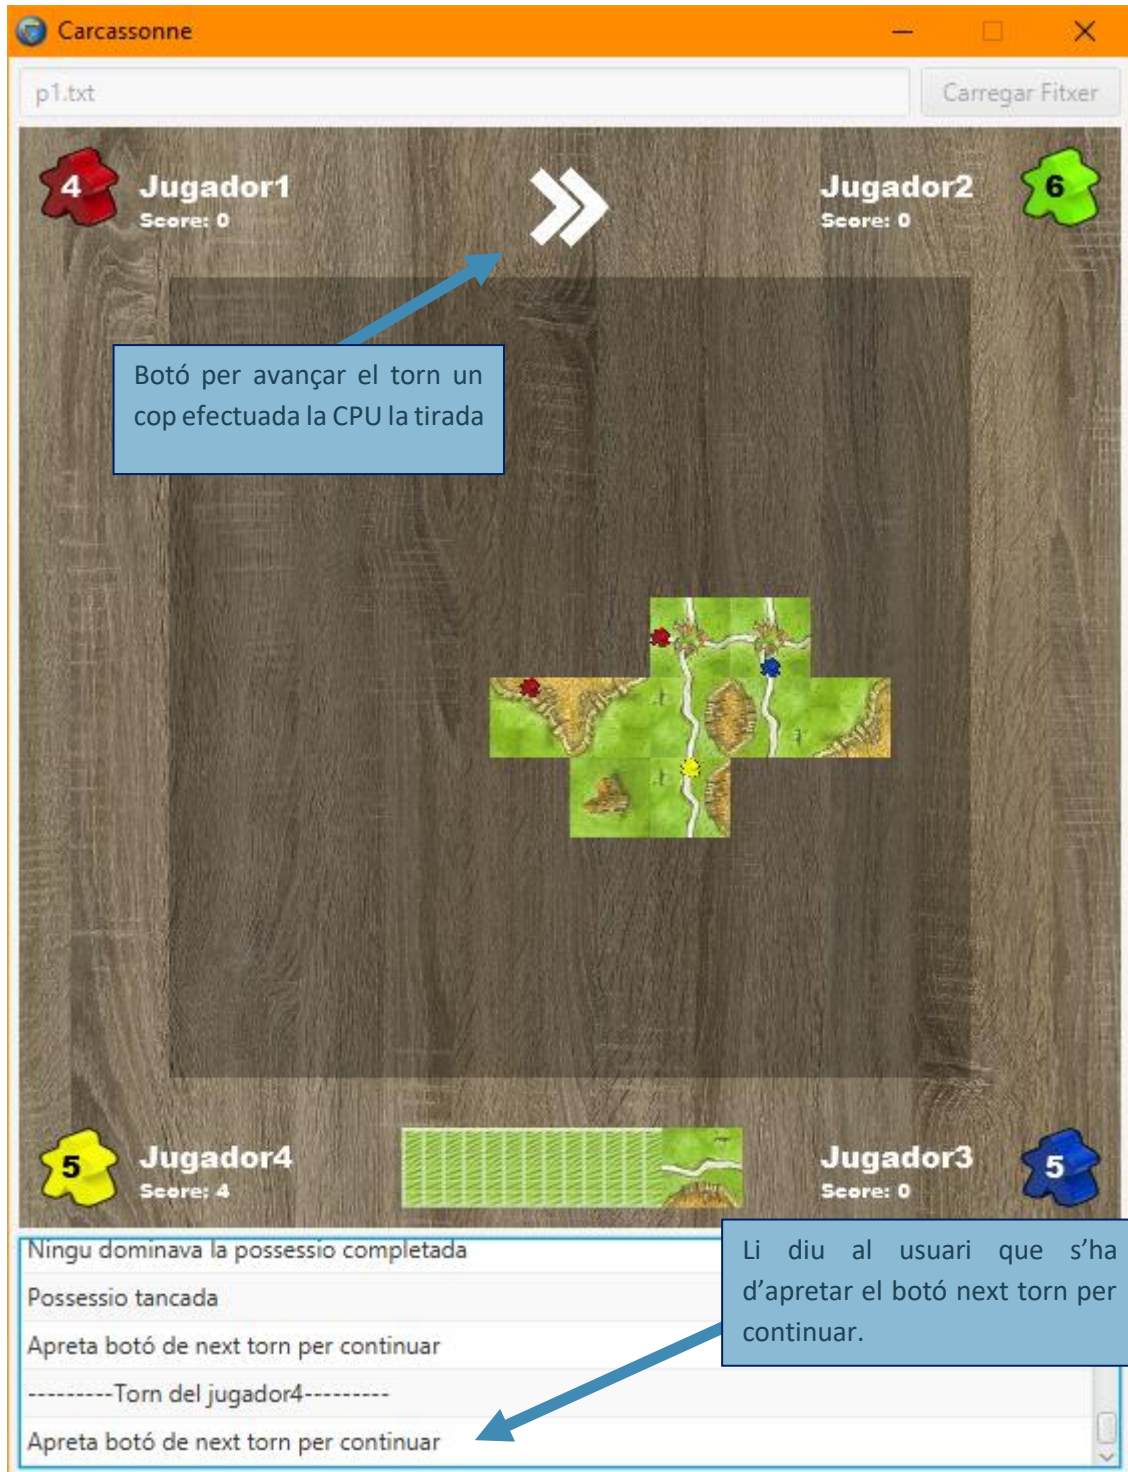 Carcassonne
p1.txt
Carregar Fitxer
4
Jugador1
Score: 0
Jugador2
Score: 0
6
Botó per avançar el torn un
cop efectuada la CPU la tirada
5
Jugador4
Score: 4
Jugador3
Score: 0
5
Ningu dominava la possessio completada
Possessio tancada
Apreta botó de next torn per continuar
---------Torn del jugador4---------
Apreta botó de next torn per continuar
Li diu al usuari que s’ha
d’apretar el botó next torn per
continuar.